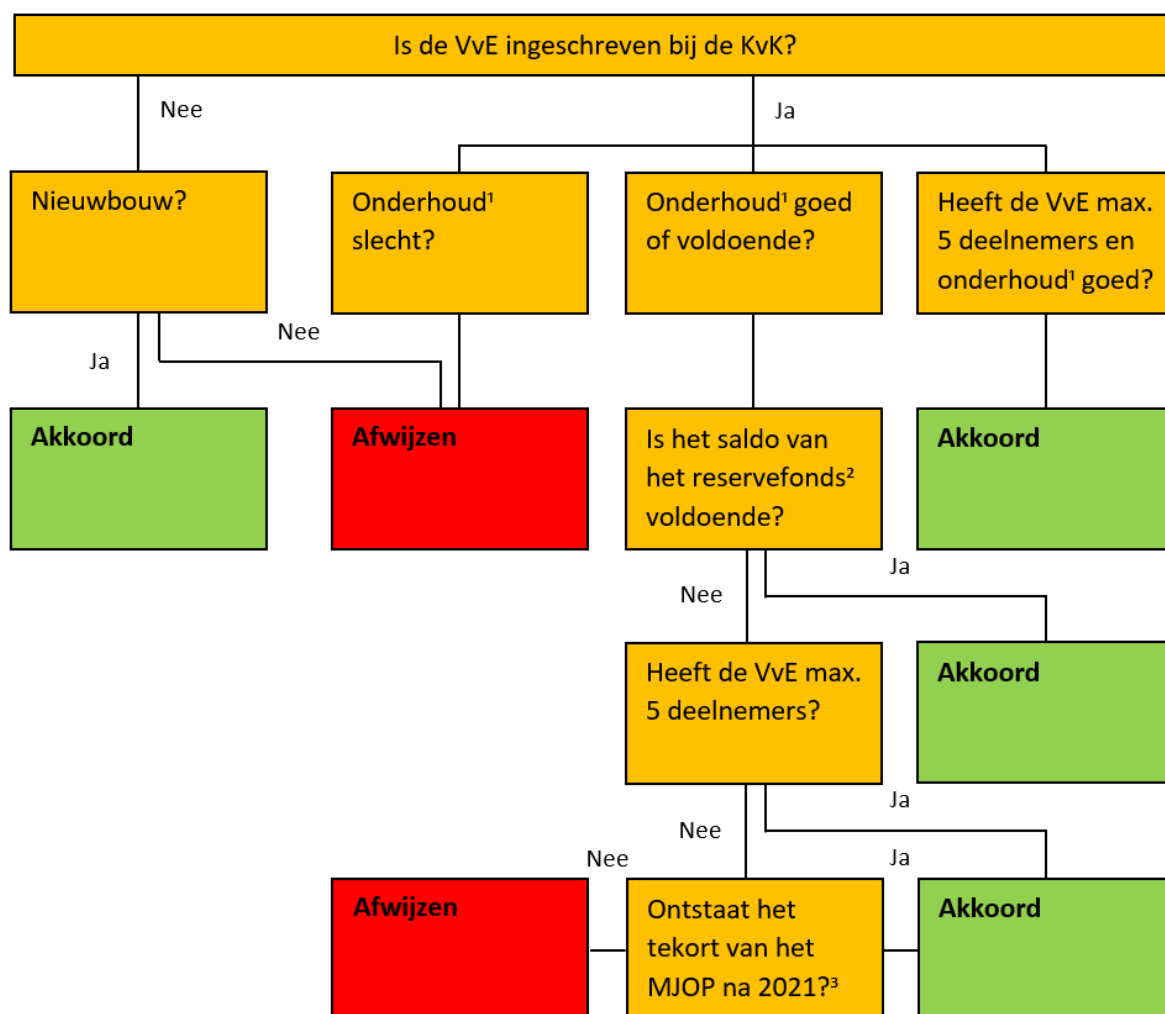 Is de VvE ingeschreven bij de KvK?
Nee
Ja
Nieuwbouw?
Onderhoud¹
slecht?
Onderhoud¹ goed
of voldoende?
Heeft de VvE max.
5 deelnemers en
onderhoud¹ goed?
Nee
Ja
Akkoord
Afwijzen
Is het saldo van
het reservefonds²
voldoende?
Akkoord
Ja
Nee
Heeft de VvE max.
5 deelnemers?
Akkoord
Ja
Nee
Nee
Ja
Afwijzen
Ontstaat het
tekort van het
MJOP na 2021?³
Akkoord